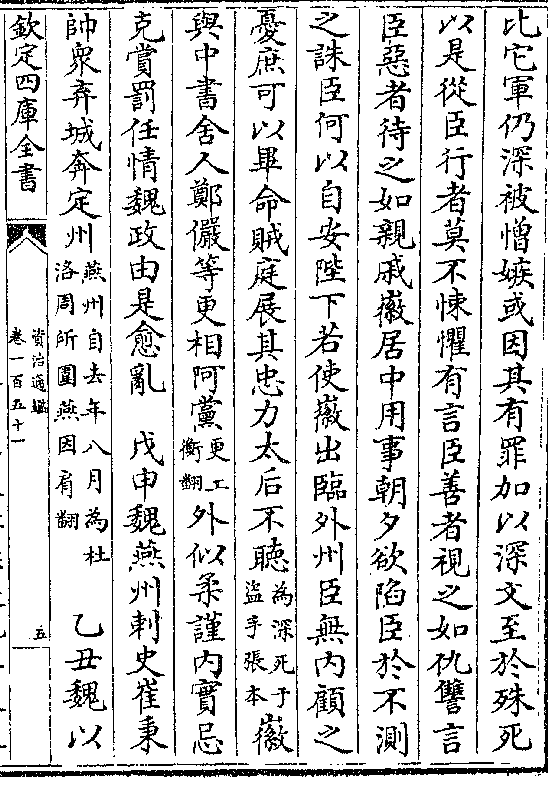 比它軍仍深被憎嫉或因其有罪加以深文至於殊死
以是從臣行者莫不悚懼有言臣善者視之如仇讐言
臣惡者待之如親戚徽居中用事朝夕欲陷臣於不測
之誅臣何以自安陛下若使徽出臨外州臣無內顧之
憂庶可以畢命賊庭展其忠力太后不聽為深死于盜手張本徽
與中書舍人鄭儼等更相阿黨更工衡翻外似柔謹內實忌
克賞罰任情魏政由是愈亂　戊申魏燕州刺史崔秉
帥衆弃城奔定州燕州自去年八月為杜洛周所圍燕因肩翻　乙丑魏以
欽定四庫全書
資治通鑑
卷一百五十一
五